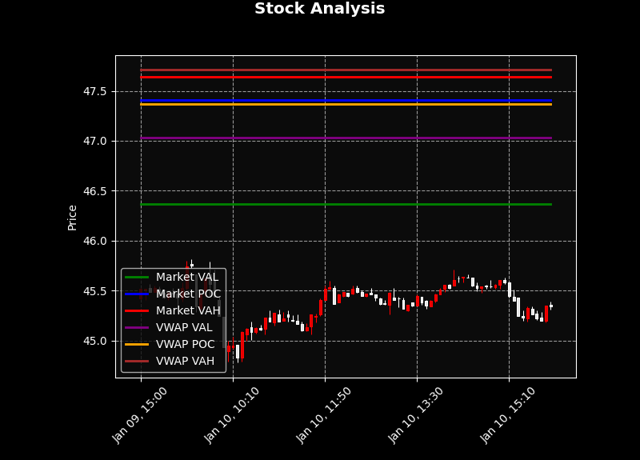 Stock Analysis
Price
47.5
47.0
46.5
46.0
45.5
45.0
Market VAL
Market POC
Market VAH
VWAP VAL
VWAP POC
VWAP VAH
Jan 09, 15:00
Jan 10, 10:10
Jan 10, 11:50
Jan 10, 13:30
Jan 10, 15:10